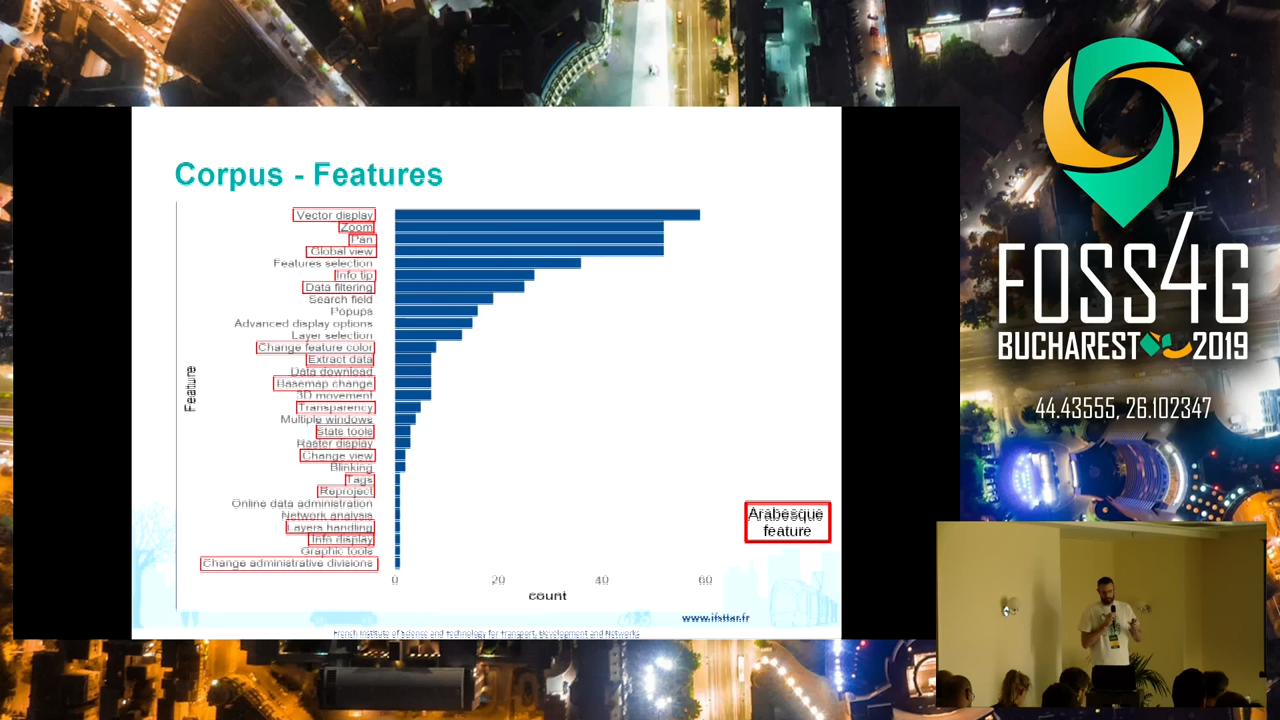 Corpus - Features
Feature
Vector display
Zoom
Pan
Global view
Features selection
Info tip
Data filtering
Search field
Popups
Advanced display options
Layer selection
Change feature color
Extract data
Data download
Basemap change
3D movement
Transparency
Multiple windows
Stats tools
Raster display
Change view
Blinking
Tags
Reproject
Online data administration
Network analysis
Layers handling
Info display
Graphic tools
Change administrative divisions
0 20 40 60
count
Arabesque
feature
www.ifsttar.fr
French Institute of Science and Technology for Transport, Development and Networks
FOSS4G
BUCHAREST 2019
44.43555, 26.102347